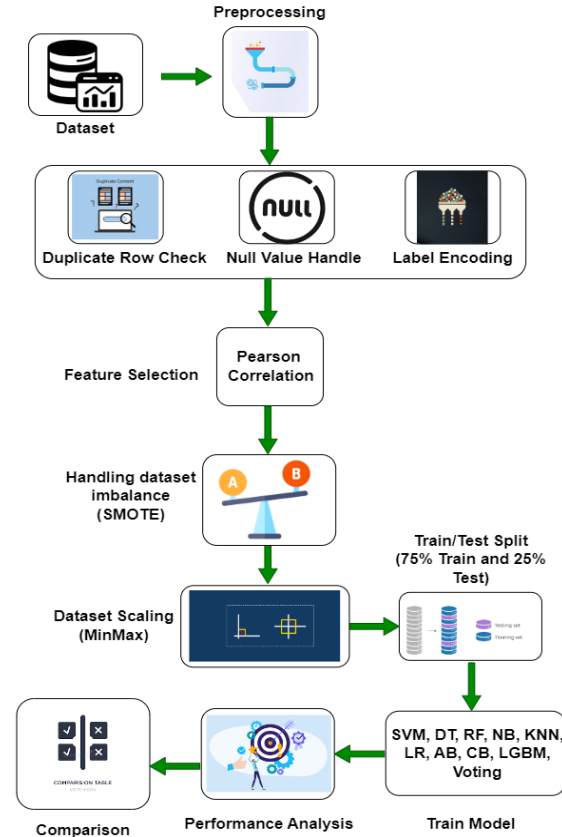 Preprocessing
Dataset
Duplicate Content
NULL
Duplicate Row Check
Null Value Handle
Label Encoding
Feature Selection
Pearson
Correlation
Handling dataset
imbalance
(SMOTE)
A
B
Train/Test Split
(75% Train and 25%
Test)
Dataset Scaling
(MinMax)
Testing set
Training set
SVM, DT, RF, NB, KNN,
LR, AB, CB, LGBM,
Voting
Train Model
Performance Analysis
COMPARISION TABLE
Comparison